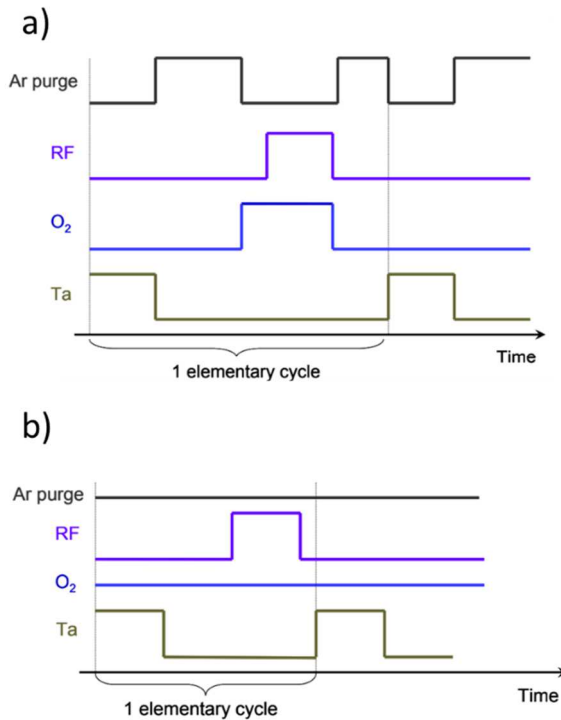 a)
Ar purge
RF
O₂
Ta
Time
1 elementary cycle
b)
Ar purge
RF
O₂
Ta
Time
1 elementary cycle